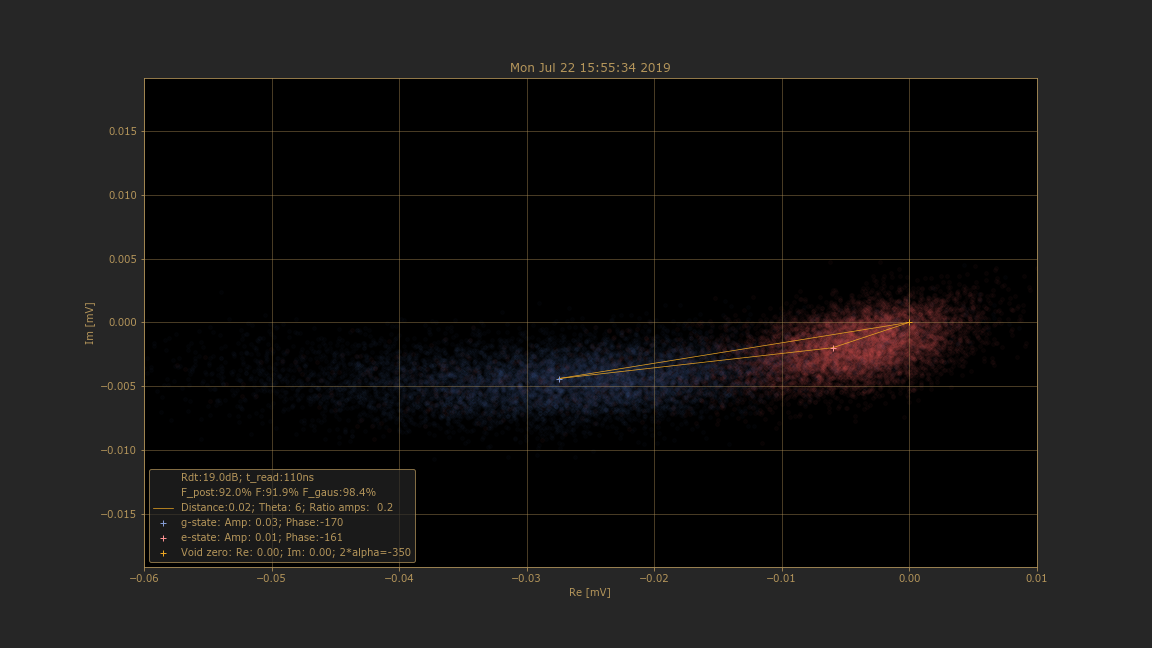 Mon Jul 22 15:55:34 2019
0.015
0.010
0.005
0.000
−0.005
−0.010
−0.015
Im [mV]
Rdt:19.0dB; t_read:110ns
F_post:92.0% F:91.9% F_gaus:98.4%
Distance:0.02; Theta: 6; Ratio amps:  0.2
g-state: Amp: 0.03; Phase:-170
e-state: Amp: 0.01; Phase:-161
Void zero: Re: 0.00; Im: 0.00; 2*alpha=-350
−0.06 −0.05 −0.04 −0.03 −0.02 −0.01 0.00 0.01
Re [mV]